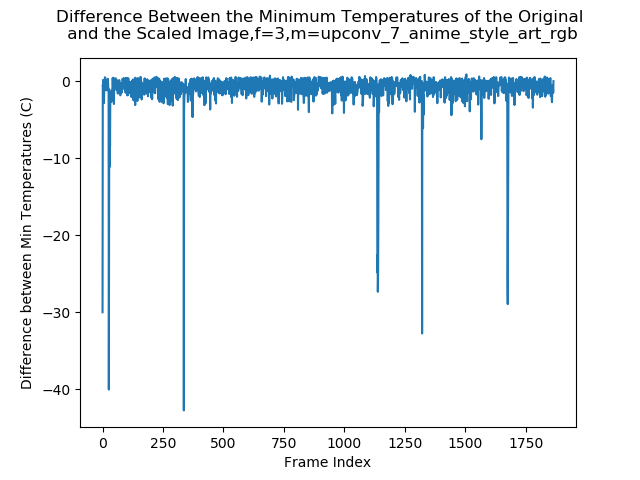 Difference Between the Minimum Temperatures of the Original
and the Scaled Image,f=3,m=upconv_7_anime_style_art_rgb
Difference between Min Temperatures (C)
0
−10
−20
−30
−40
0 250 500 750 1000 1250 1500 1750
Frame Index